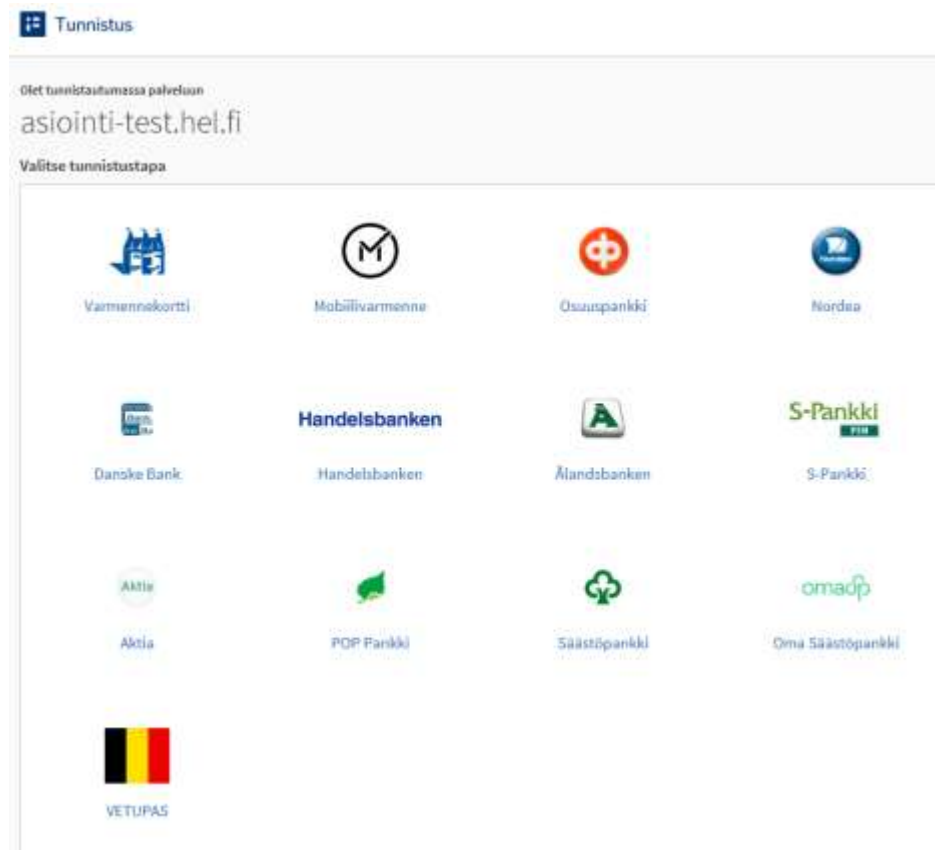 Tunnistus
Olet tunnistautumassa palveluun
asiointi-test.hel.fi
Valitse tunnistustapa
Varmennekortti
Mobiilivarmenne
Osuuspankki
Nordea
Handelsbanken
S-Pankki
Danske Bank
Handelsbanken
Ålandsbanken
S-Pankki
Aktia
omasp
Aktia
POP Pankki
Säästöpankki
Oma Säästöpankki
VETUPAS